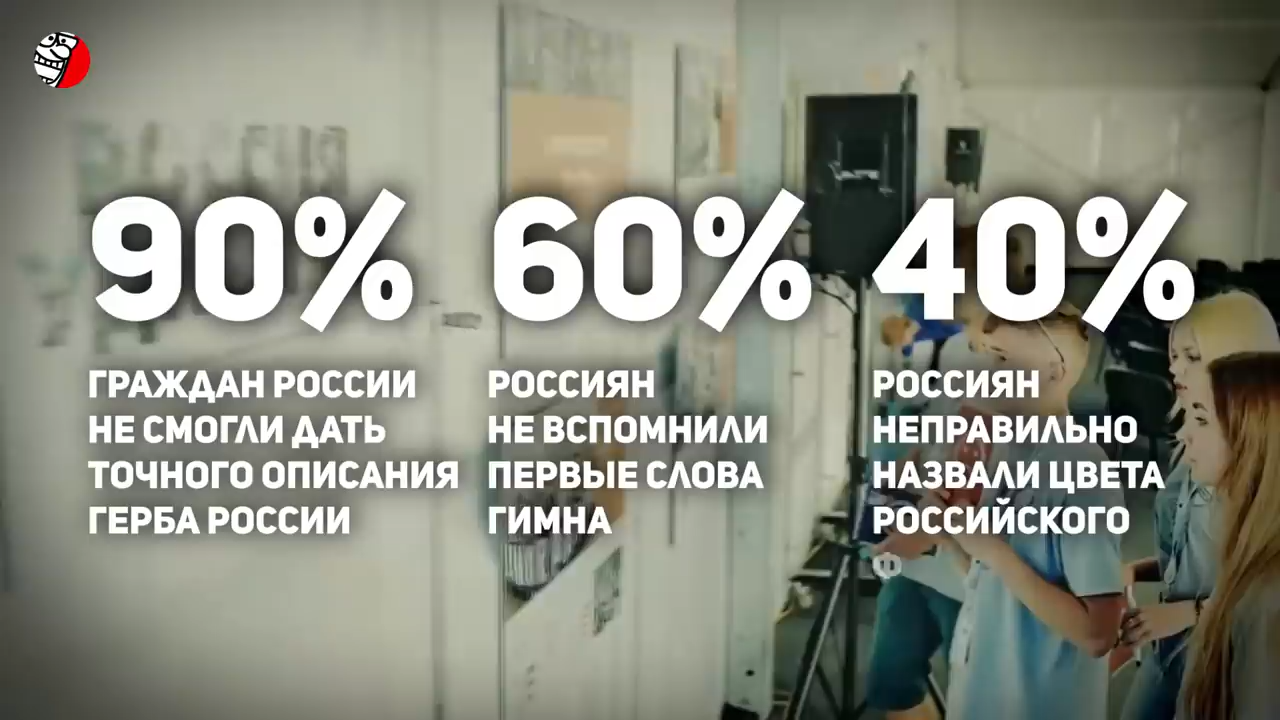 90%
ГРАЖДАН РОССИИ
НЕ СМОГЛИ ДАТЬ
ТОЧНОГО ОПИСАНИЯ
ГЕРБА РОССИИ
60%
РОССИЯН
НЕ ВСПОМНИЛИ
ПЕРВЫЕ СЛОВА
ГИМНА
40%
РОССИЯН
НЕПРАВИЛЬНО
НАЗВАЛИ ЦВЕТА
РОССИЙСКОГО
Ф